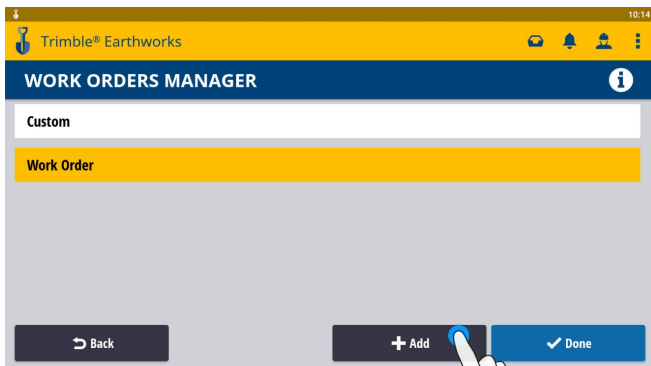 10:14
Trimble® Earthworks
WORK ORDERS MANAGER
Custom
Work Order
Back
Add
Done